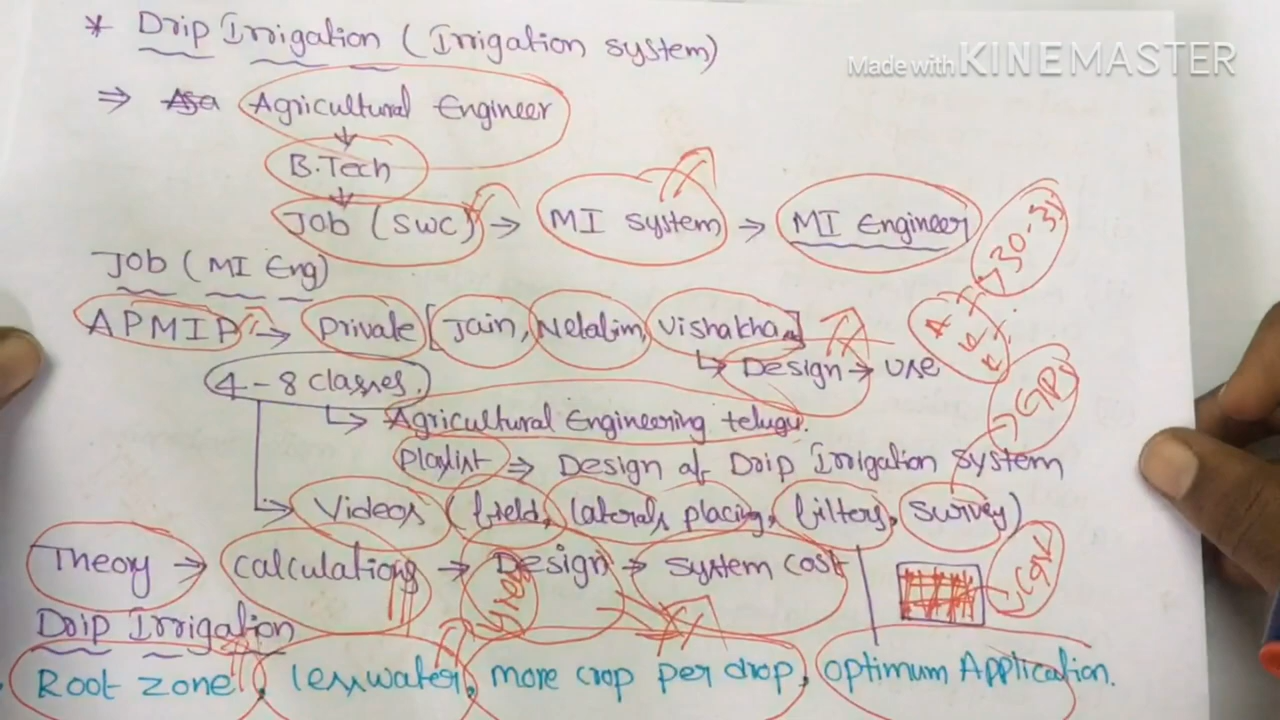 * Drip Irrigation (Irrigation system)
Made with KINEMASTER
⇒ Agricultural Engineer
B.Tech
Job (SWC) → MI system → MI Engineer
Job (MI Eng)
APMIP → Private [Jain, Netafim, Vishakha]
Design → use
4-8 classes.
Agricultural Engineering telugu.
Playlist ⇒ Design of Drip Irrigation system
Videos (field, laterals placing, filters, survey)
Theory → calculations → Design → system cost
Drip Irrigation
Root zone, less water, more crop per drop, optimum Application.